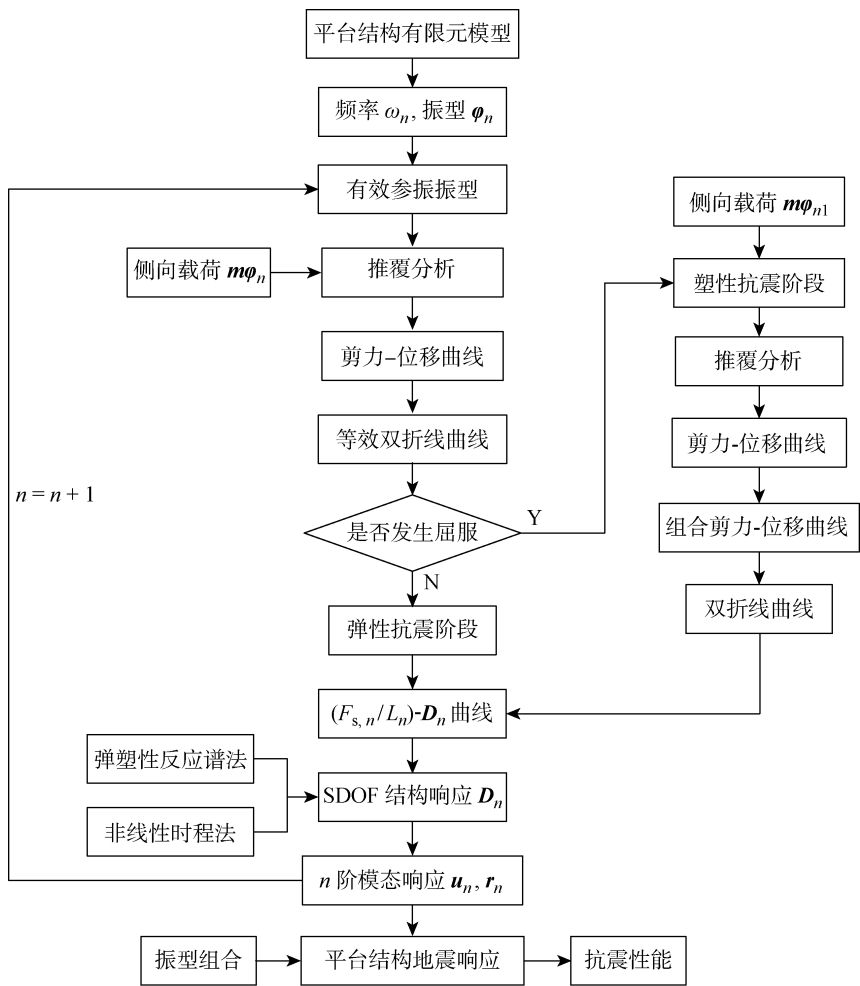 平台结构有限元模型
频率 ωn, 振型 φn
有效参振振型
侧向载荷 mφn
推覆分析
剪力–位移曲线
等效双折线曲线
是否发生屈服
Y
N
n = n + 1
侧向载荷 mφn1
塑性抗震阶段
推覆分析
剪力-位移曲线
组合剪力-位移曲线
双折线曲线
弹性抗震阶段
(Fs, n/Ln)-Dn 曲线
弹塑性反应谱法
非线性时程法
SDOF 结构响应 Dn
n 阶模态响应 un, rn
振型组合
平台结构地震响应
抗震性能